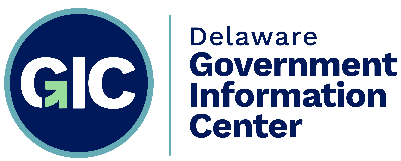 GIC
Delaware
Government
Information
Center